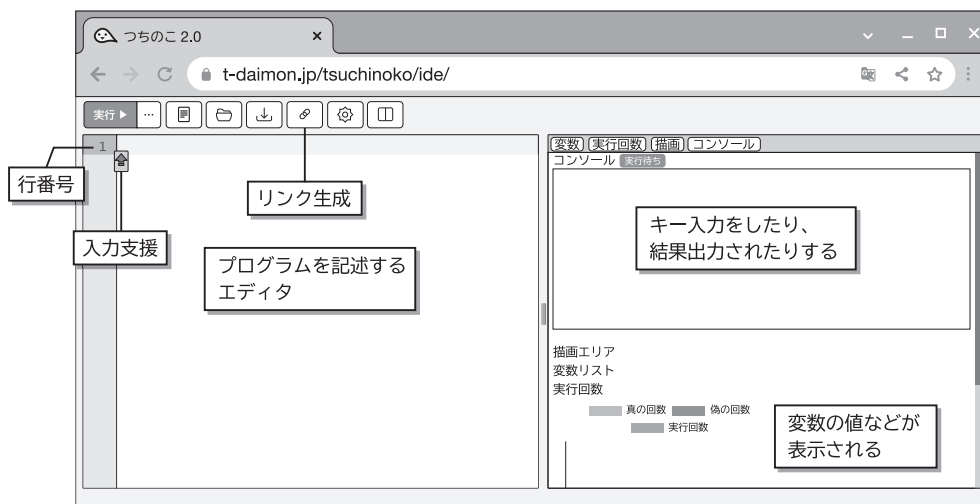 つちのこ 2.0
t-daimon.jp/tsuchinoko/ide/
実行
1
行番号
入力支援
リンク生成
プログラムを記述する
エディタ
変数 実行回数 描画 コンソール
コンソール 実行待ち
キー入力をしたり、
結果出力されたりする
描画エリア
変数リスト
実行回数
真の回数 偽の回数
実行回数
変数の値などが
表示される